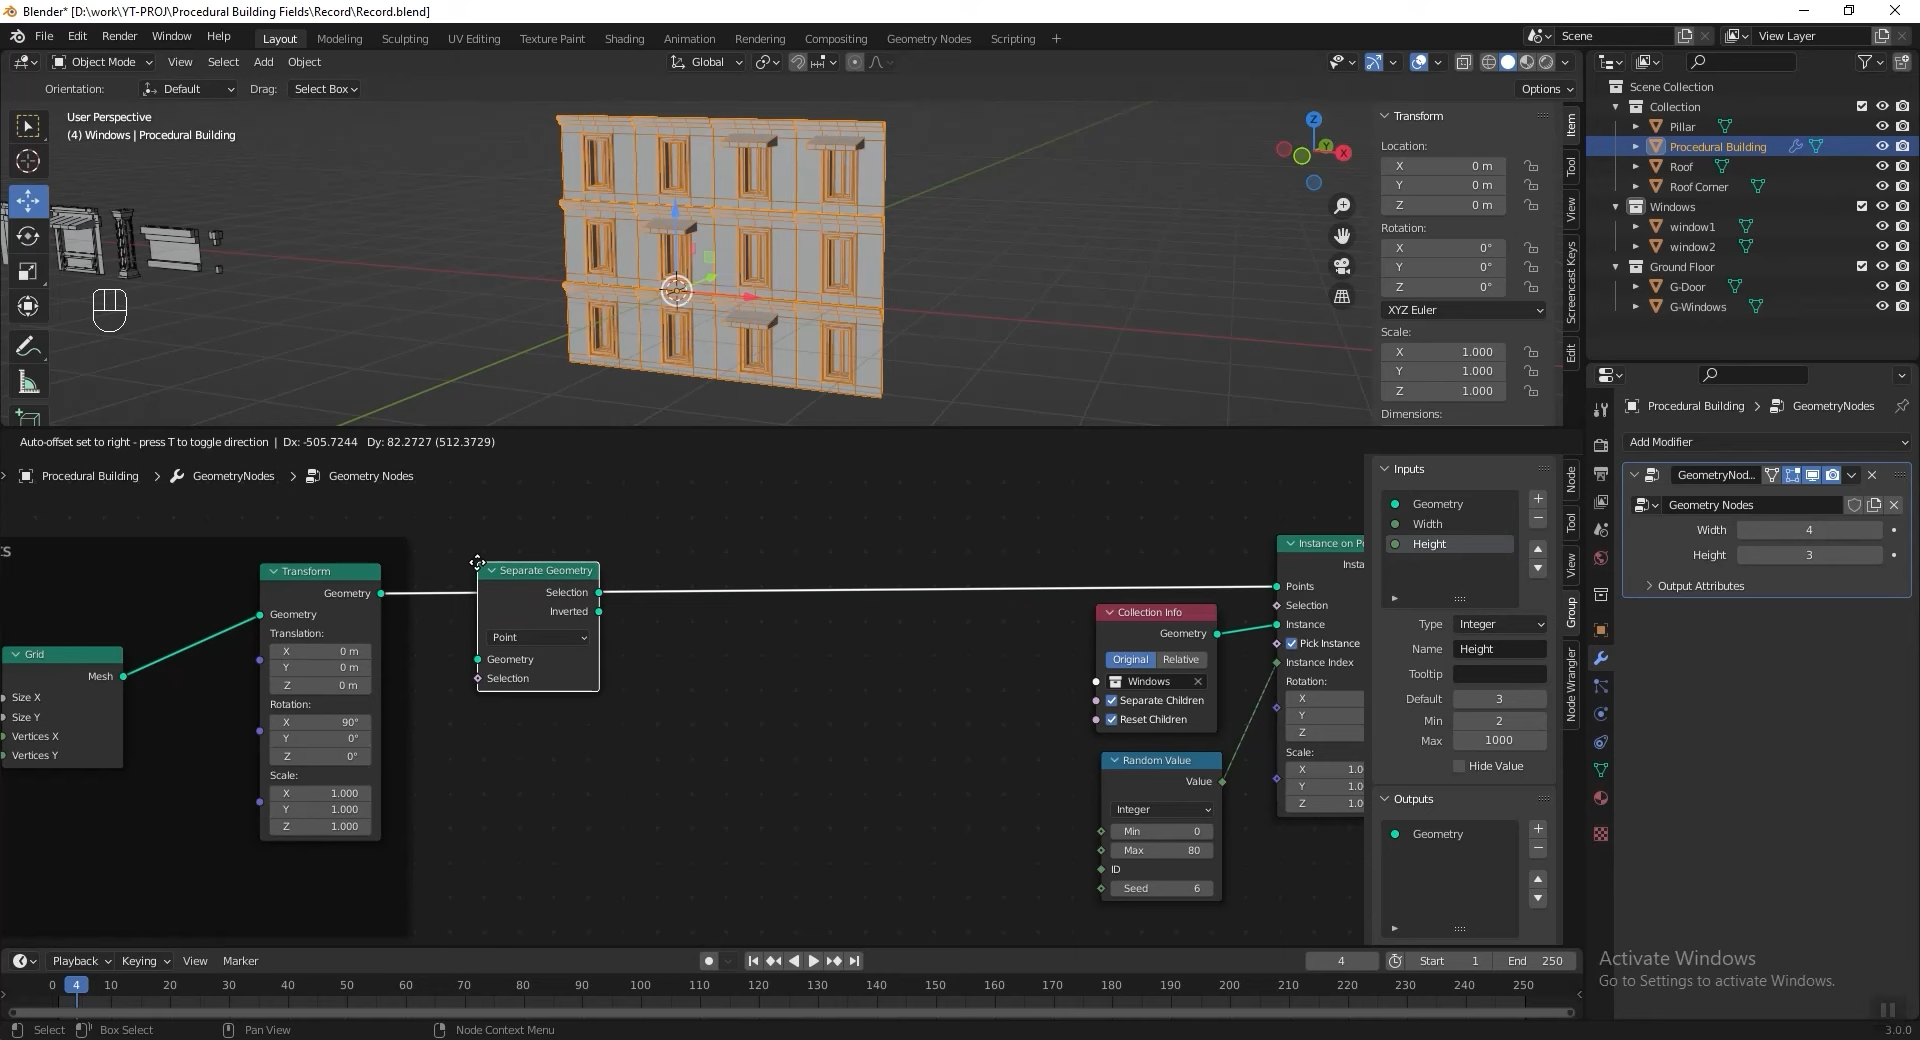 Blender* [D:\work\YT-PROJ\Procedural Building Fields\Record\Record.blend]
File Edit Render Window Help Layout Modeling Sculpting UV Editing Texture Paint Shading Animation Rendering Compositing Geometry Nodes Scripting + Scene View Layer
Object Mode View Select Add Object Global
Orientation: Default Drag: Select Box Options
User Perspective
(4) Windows | Procedural Building
Z
Y
X
Transform
Location:
X 0 m
Y 0 m
Z 0 m
Rotation:
X 0°
Y 0°
Z 0°
XYZ Euler
Scale:
X 1.000
Y 1.000
Z 1.000
Dimensions:
Item
Tool
View
Screencast Keys
Edit
Scene Collection
Collection
Pillar
Procedural Building
Roof
Roof Corner
Windows
window1
window2
Ground Floor
G-Door
G-Windows
Procedural Building > GeometryNodes
Add Modifier
GeometryNod...
Geometry Nodes
Width 4
Height 3
Output Attributes
Auto-offset set to right - press T to toggle direction | Dx: -505.7244 Dy: 82.2727 (512.3729)
Procedural Building > GeometryNodes > Geometry Nodes
Grid
Mesh
Size X
Size Y
Vertices X
Vertices Y
Transform
Geometry
Geometry
Translation:
X 0 m
Y 0 m
Z 0 m
Rotation:
X 90°
Y 0°
Z 0°
Scale:
X 1.000
Y 1.000
Z 1.000
Separate Geometry
Selection
Inverted
Point
Geometry
Selection
Collection Info
Geometry
Original Relative
Windows
Separate Children
Reset Children
Random Value
Value
Integer
Min 0
Max 80
ID
Seed 6
Instance on P
Insta
Points
Selection
Instance
Pick Instance
Instance Index
Rotation:
X
Y
Z
Scale:
X 1.0
Y 1.0
Z 1.0
Inputs
Geometry
Width
Height
Type Integer
Name Height
Tooltip
Default 3
Min 2
Max 1000
Hide Value
Outputs
Geometry
Node
Tool
View
Group
Node Wrangler
Playback Keying View Marker 4 Start 1 End 250
0 4 10 20 30 40 50 60 70 80 90 100 110 120 130 140 150 160 170 180 190 200 210 220 230 240 250
Activate Windows
Go to Settings to activate Windows.
Select Box Select Pan View Node Context Menu 3.0.0